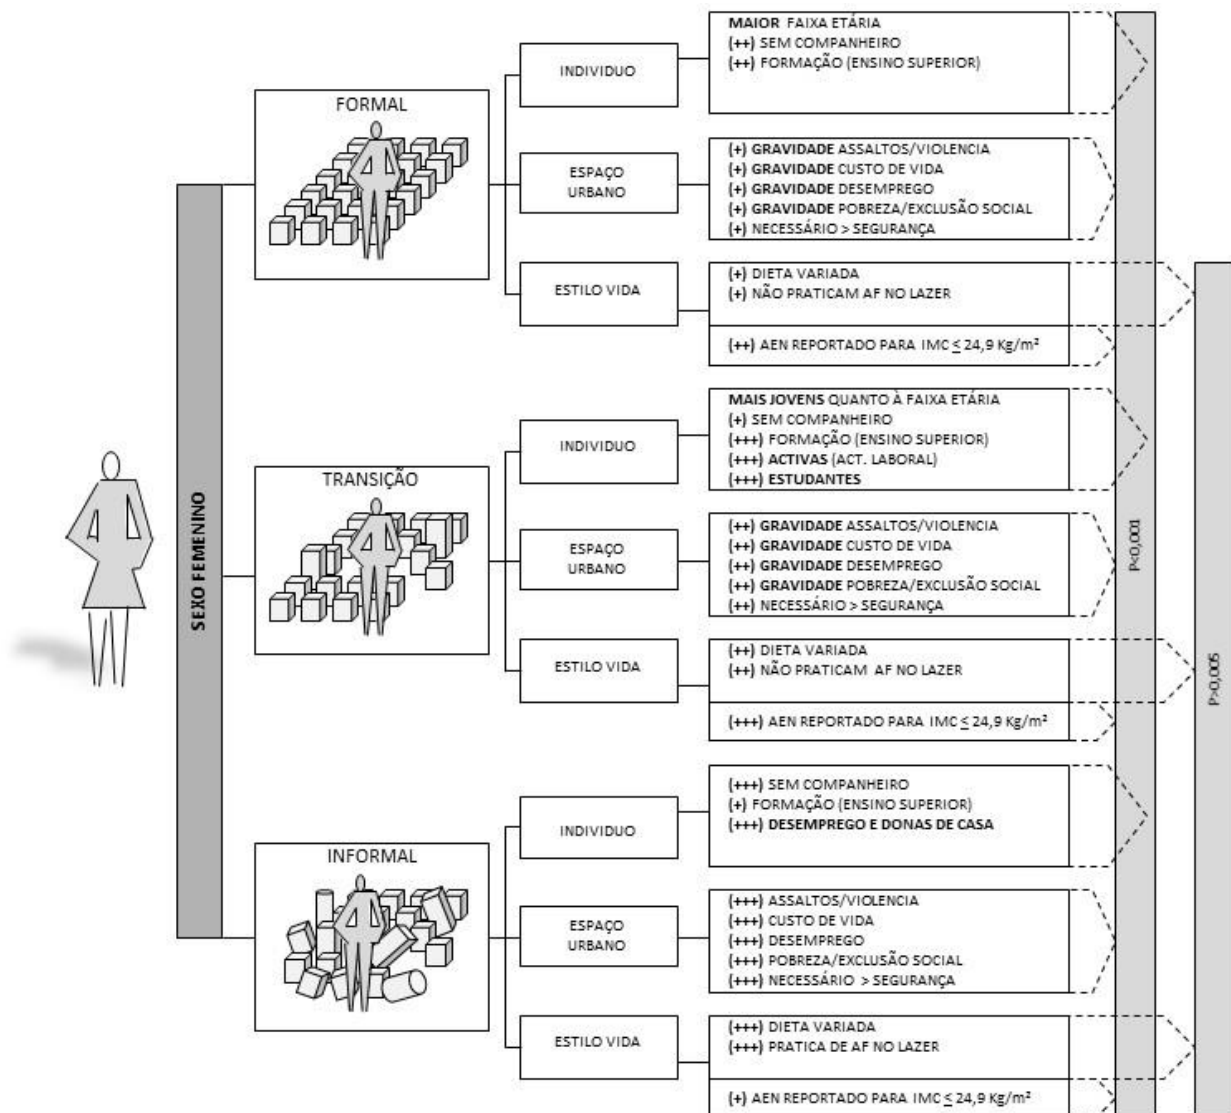 SEXO FEMENINO
FORMAL
INDIVIDUO
MAIOR FAIXA ETÁRIA
(++) SEM COMPANHEIRO
(++) FORMAÇÃO (ENSINO SUPERIOR)
ESPAÇO
URBANO
(+) GRAVIDADE ASSALTOS/VIOLENCIA
(+) GRAVIDADE CUSTO DE VIDA
(+) GRAVIDADE DESEMPREGO
(+) GRAVIDADE POBREZA/EXCLUSÃO SOCIAL
(+) NECESSÁRIO > SEGURANÇA
ESTILO VIDA
(+) DIETA VARIADA
(+) NÃO PRATICAM AF NO LAZER
(++) AEN REPORTADO PARA IMC ≤ 24,9 Kg/m²
TRANSIÇÃO
INDIVIDUO
MAIS JOVENS QUANTO À FAIXA ETÁRIA
(+) SEM COMPANHEIRO
(+++) FORMAÇÃO (ENSINO SUPERIOR)
(+++) ACTIVAS (ACT. LABORAL)
(+++) ESTUDANTES
ESPAÇO
URBANO
(++) GRAVIDADE ASSALTOS/VIOLENCIA
(++) GRAVIDADE CUSTO DE VIDA
(++) GRAVIDADE DESEMPREGO
(++) GRAVIDADE POBREZA/EXCLUSÃO SOCIAL
(++) NECESSÁRIO > SEGURANÇA
ESTILO VIDA
(++) DIETA VARIADA
(++) NÃO PRATICAM AF NO LAZER
(+++) AEN REPORTADO PARA IMC ≤ 24,9 Kg/m²
INFORMAL
INDIVIDUO
(+++) SEM COMPANHEIRO
(+) FORMAÇÃO (ENSINO SUPERIOR)
(+++) DESEMPREGO E DONAS DE CASA
ESPAÇO
URBANO
(+++) ASSALTOS/VIOLENCIA
(+++) CUSTO DE VIDA
(+++) DESEMPREGO
(+++) POBREZA/EXCLUSÃO SOCIAL
(+++) NECESSÁRIO > SEGURANÇA
ESTILO VIDA
(+++) DIETA VARIADA
(+++) PRATICA DE AF NO LAZER
(+) AEN REPORTADO PARA IMC ≤ 24,9 Kg/m²
P<0,001
P>0,005